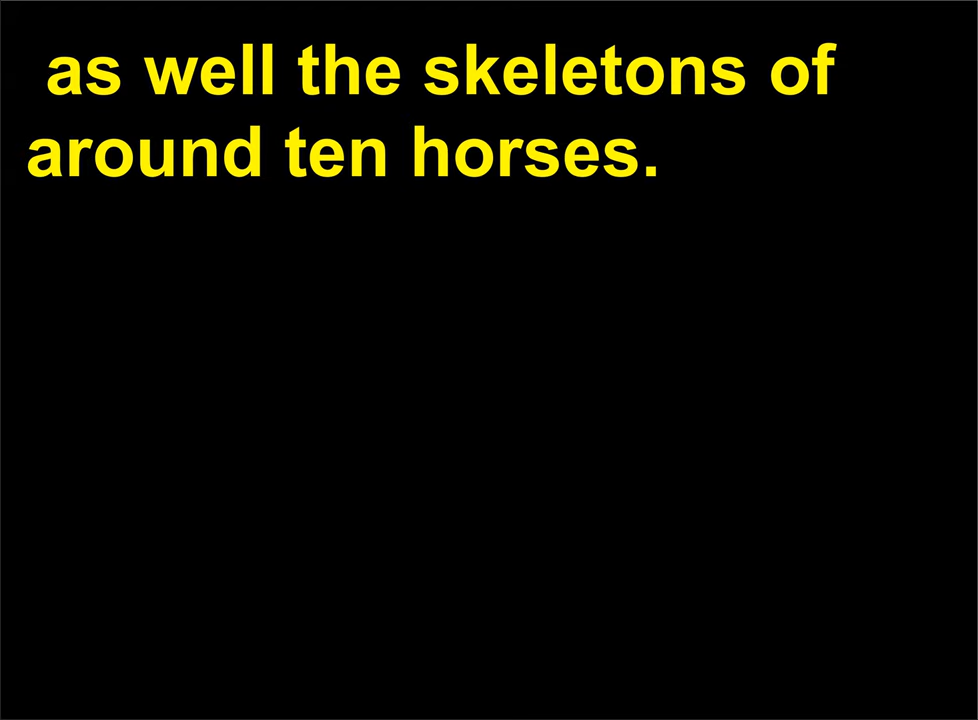 as well the skeletons of
around ten horses.